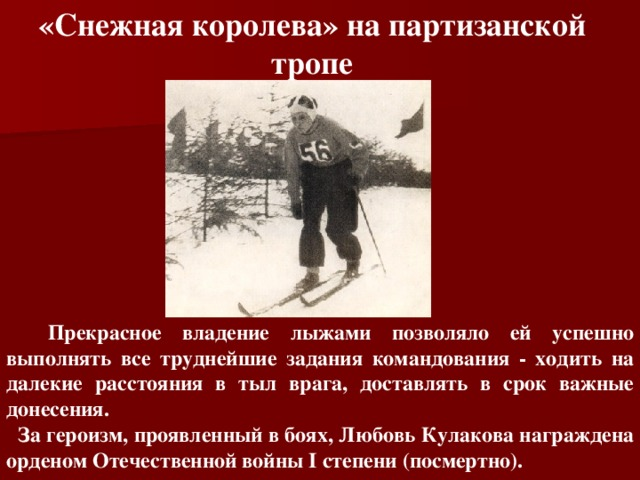 «Снежная королева» на партизанской
тропе
56
Прекрасное владение лыжами позволяло ей успешно
выполнять все труднейшие задания командования - ходить на
далекие расстояния в тыл врага, доставлять в срок важные
донесения.
За героизм, проявленный в боях, Любовь Кулакова награждена
орденом Отечественной войны I степени (посмертно).